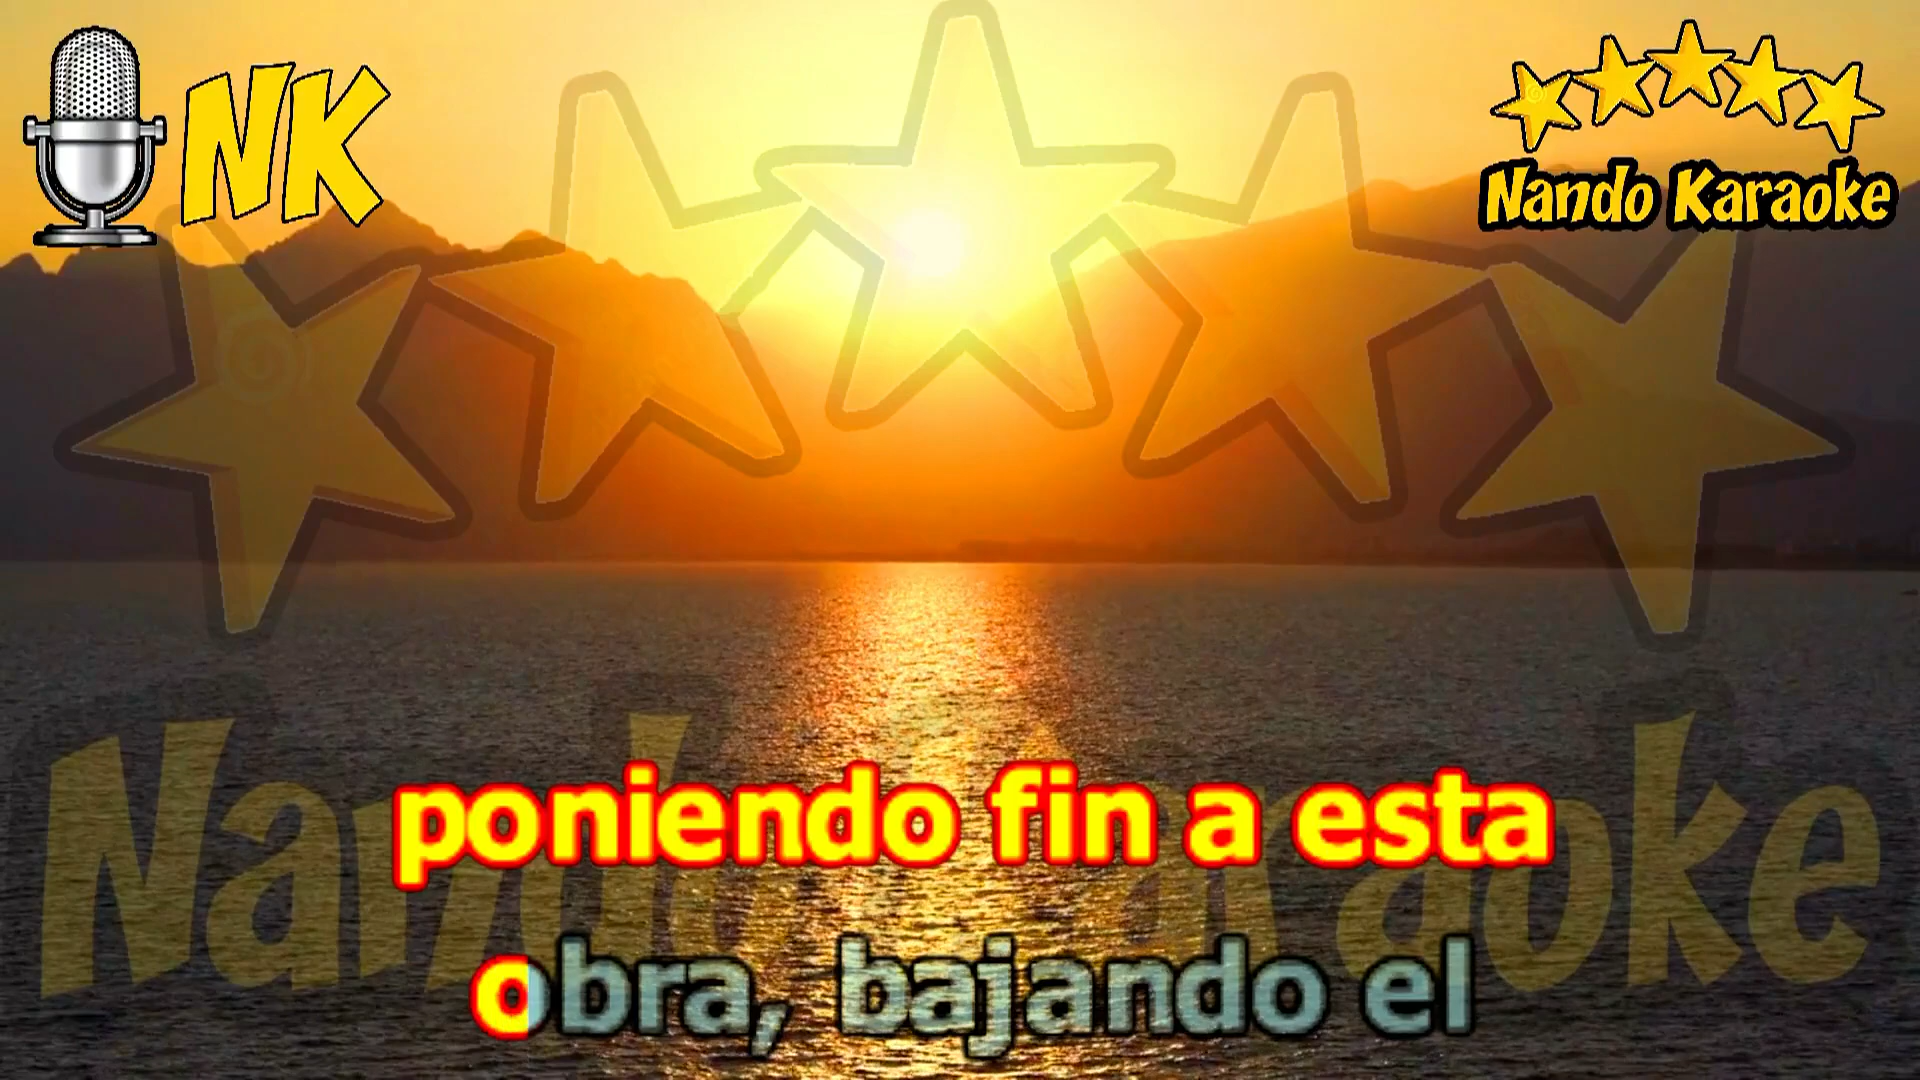 NK
Nando Karaoke
Nando Karaoke
poniendo fin a esta
obra, bajando el